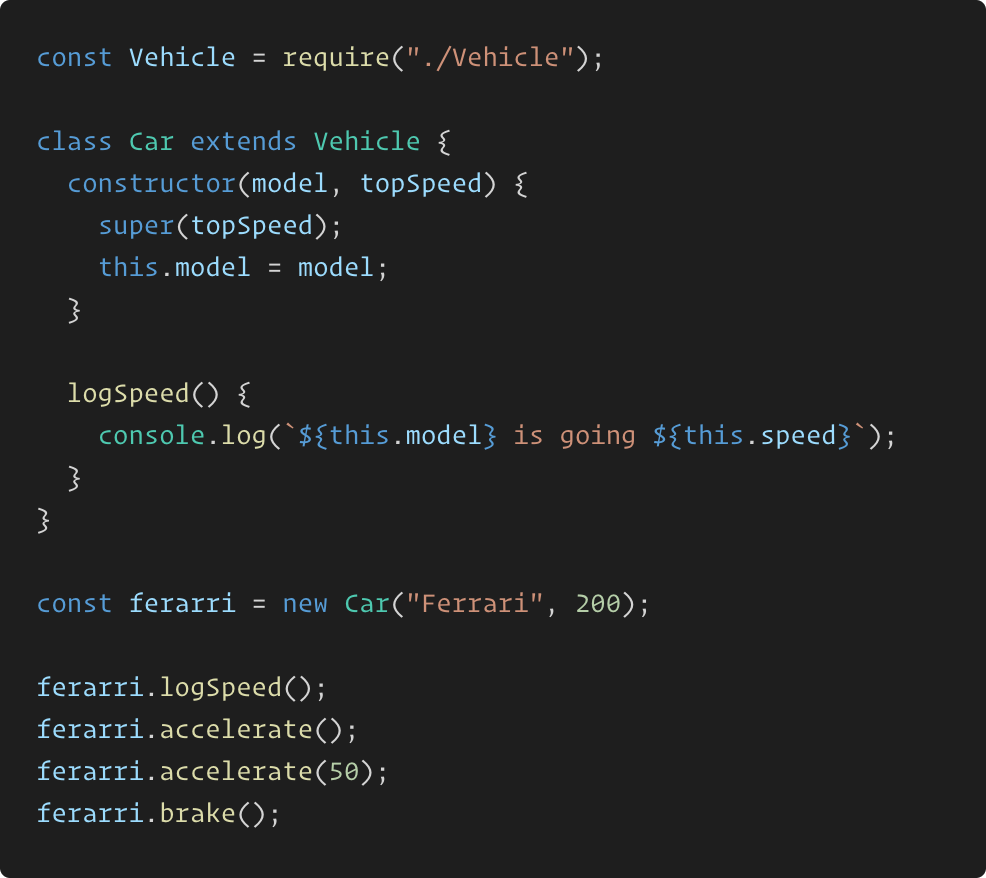 const Vehicle = require("./Vehicle");
class Car extends Vehicle {
constructor(model, topSpeed) {
super(topSpeed);
this.model = model;
}
logSpeed() {
console.log(`${this.model} is going ${this.speed}`);
}
}
const ferarri = new Car("Ferrari", 200);
ferarri.logSpeed();
ferarri.accelerate();
ferarri.accelerate(50);
ferarri.brake();